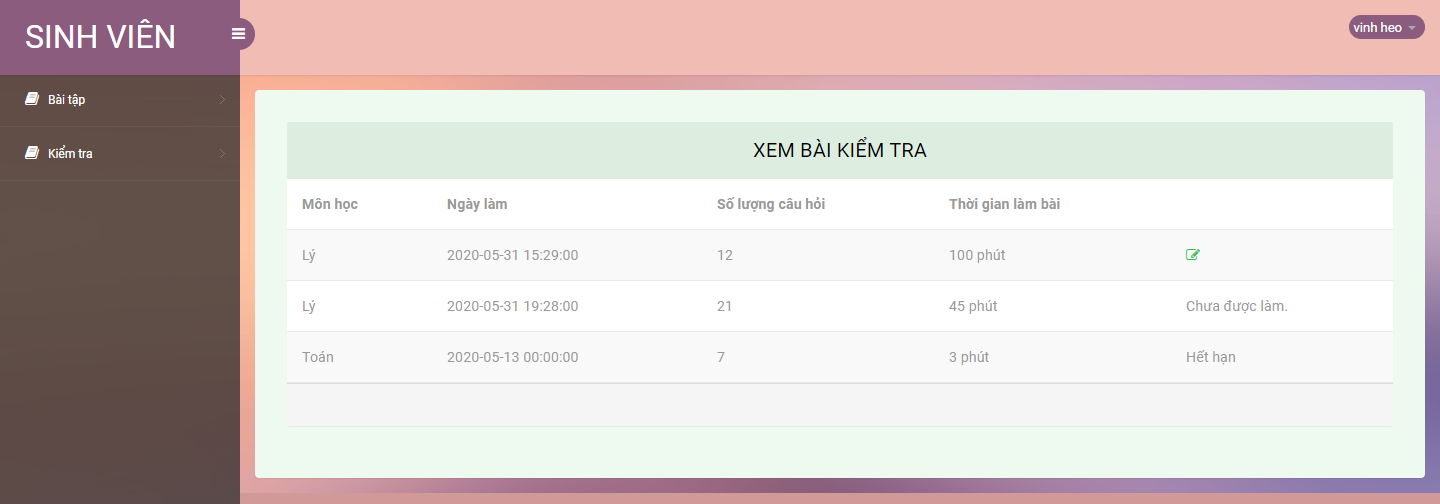 SINH VIÊN
vinh heo
Bài tập
Kiểm tra
XEM BÀI KIỂM TRA
Môn học Ngày làm Số lượng câu hỏi Thời gian làm bài
Lý 2020-05-31 15:29:00 12 100 phút
Lý 2020-05-31 19:28:00 21 45 phút Chưa được làm.
Toán 2020-05-13 00:00:00 7 3 phút Hết hạn